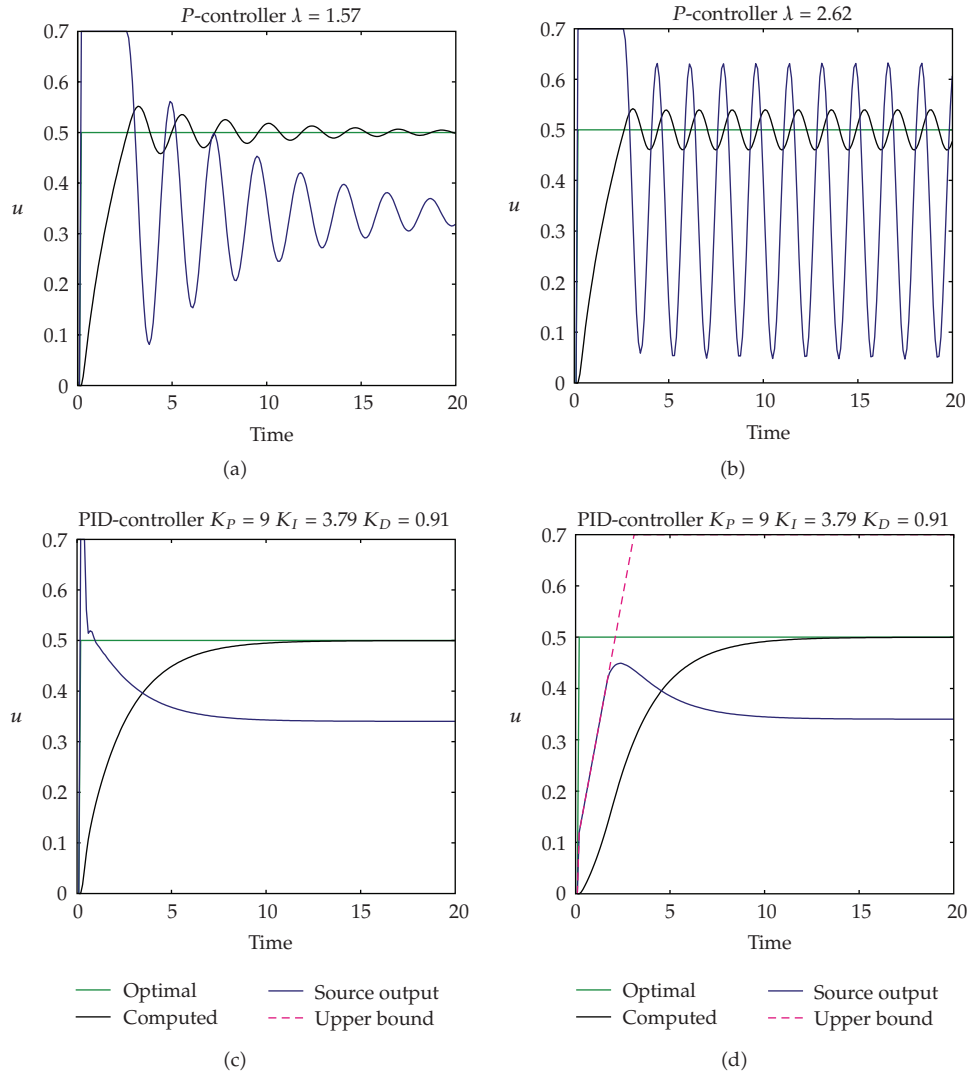 P-controller λ = 1.57
0.7
0.6
0.5
0.4
u
0.3
0.2
0.1
0
0 5 10 15 20
Time
(a)
P-controller λ = 2.62
0.7
0.6
0.5
0.4
u
0.3
0.2
0.1
0
0 5 10 15 20
Time
(b)
PID-controller K_P = 9 K_I = 3.79 K_D = 0.91
0.7
0.6
0.5
0.4
u
0.3
0.2
0.1
0
0 5 10 15 20
Time
Optimal
Computed
Source output
Upper bound
(c)
PID-controller K_P = 9 K_I = 3.79 K_D = 0.91
0.7
0.6
0.5
0.4
u
0.3
0.2
0.1
0
0 5 10 15 20
Time
Optimal
Computed
Source output
Upper bound
(d)